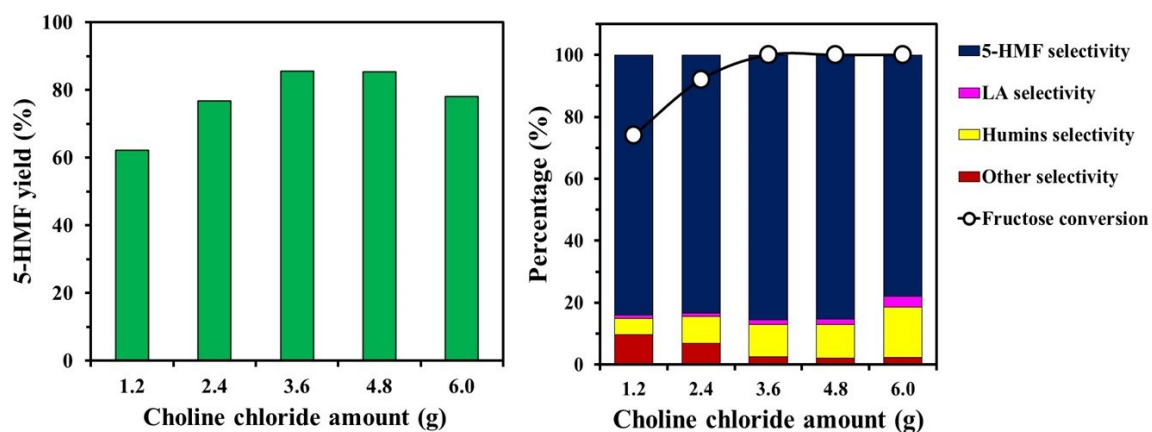 5-HMF yield (%)
100
80
60
40
20
0
1.2 2.4 3.6 4.8 6.0
Choline chloride amount (g)
Percentage (%)
100
80
60
40
20
0
1.2 2.4 3.6 4.8 6.0
Choline chloride amount (g)
5-HMF selectivity
LA selectivity
Humins selectivity
Other selectivity
Fructose conversion